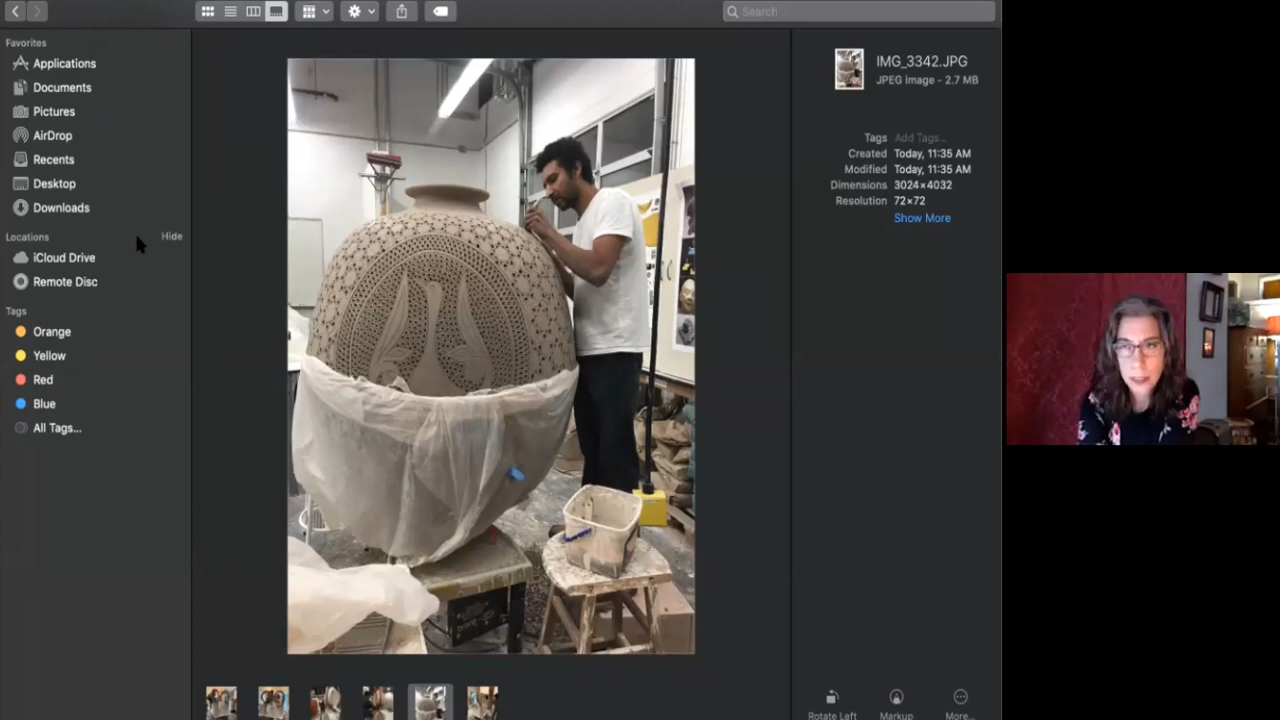 Search
Favorites
Applications
Documents
Pictures
AirDrop
Recents
Desktop
Downloads
Locations
Hide
iCloud Drive
Remote Disc
Tags
Orange
Yellow
Red
Blue
All Tags...
IMG_3342.JPG
JPEG image - 2.7 MB
Tags Add Tags...
Created Today, 11:35 AM
Modified Today, 11:35 AM
Dimensions 3024×4032
Resolution 72×72
Show More
Rotate Left
Markup
More...